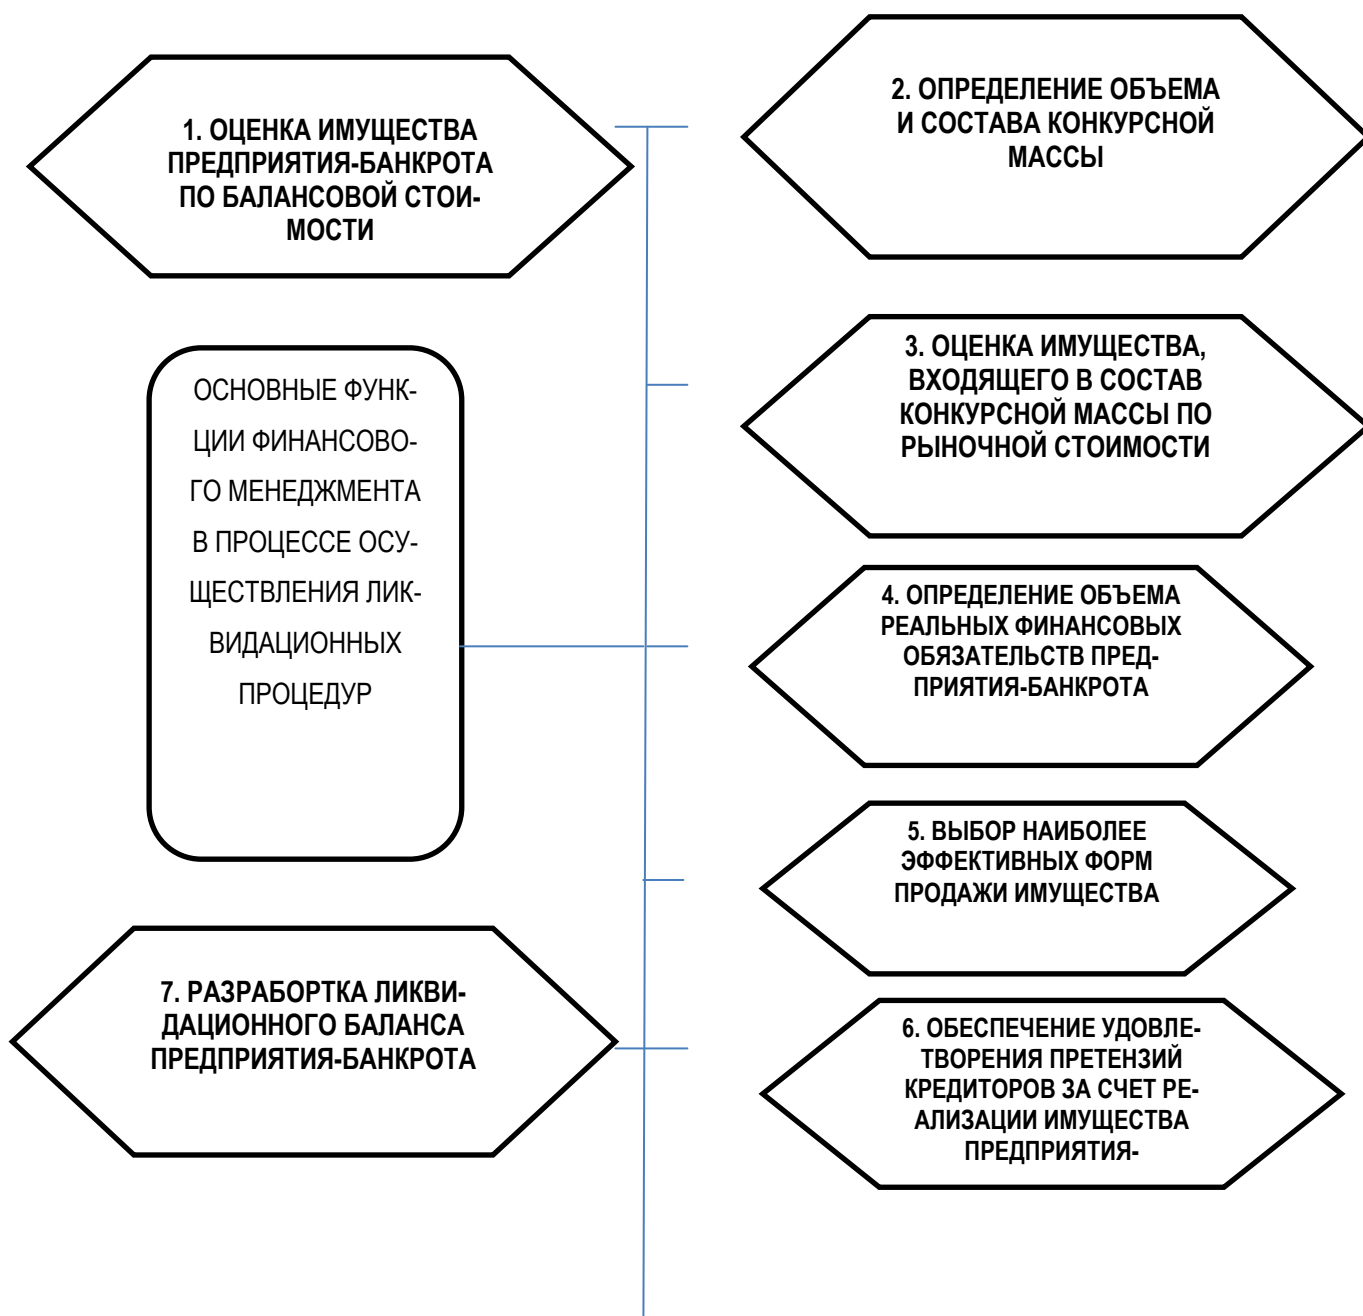 1. ОЦЕНКА ИМУЩЕСТВА
ПРЕДПРИЯТИЯ-БАНКРОТА
ПО БАЛАНСОВОЙ СТОИ-
МОСТИ
2. ОПРЕДЕЛЕНИЕ ОБЪЕМА
И СОСТАВА КОНКУРСНОЙ
МАССЫ
3. ОЦЕНКА ИМУЩЕСТВА,
ВХОДЯЩЕГО В СОСТАВ
КОНКУРСНОЙ МАССЫ ПО
РЫНОЧНОЙ СТОИМОСТИ
ОСНОВНЫЕ ФУНК-
ЦИИ ФИНАНСОВО-
ГО МЕНЕДЖМЕНТА
В ПРОЦЕССЕ ОСУ-
ЩЕСТВЛЕНИЯ ЛИК-
ВИДАЦИОННЫХ
ПРОЦЕДУР
4. ОПРЕДЕЛЕНИЕ ОБЪЕМА
РЕАЛЬНЫХ ФИНАНСОВЫХ
ОБЯЗАТЕЛЬСТВ ПРЕД-
ПРИЯТИЯ-БАНКРОТА
5. ВЫБОР НАИБОЛЕЕ
ЭФФЕКТИВНЫХ ФОРМ
ПРОДАЖИ ИМУЩЕСТВА
6. ОБЕСПЕЧЕНИЕ УДОВЛЕ-
ТВОРЕНИЯ ПРЕТЕНЗИЙ
КРЕДИТОРОВ ЗА СЧЕТ РЕ-
АЛИЗАЦИИ ИМУЩЕСТВА
ПРЕДПРИЯТИЯ-
7. РАЗРАБОРТКА ЛИКВИ-
ДАЦИОННОГО БАЛАНСА
ПРЕДПРИЯТИЯ-БАНКРОТА